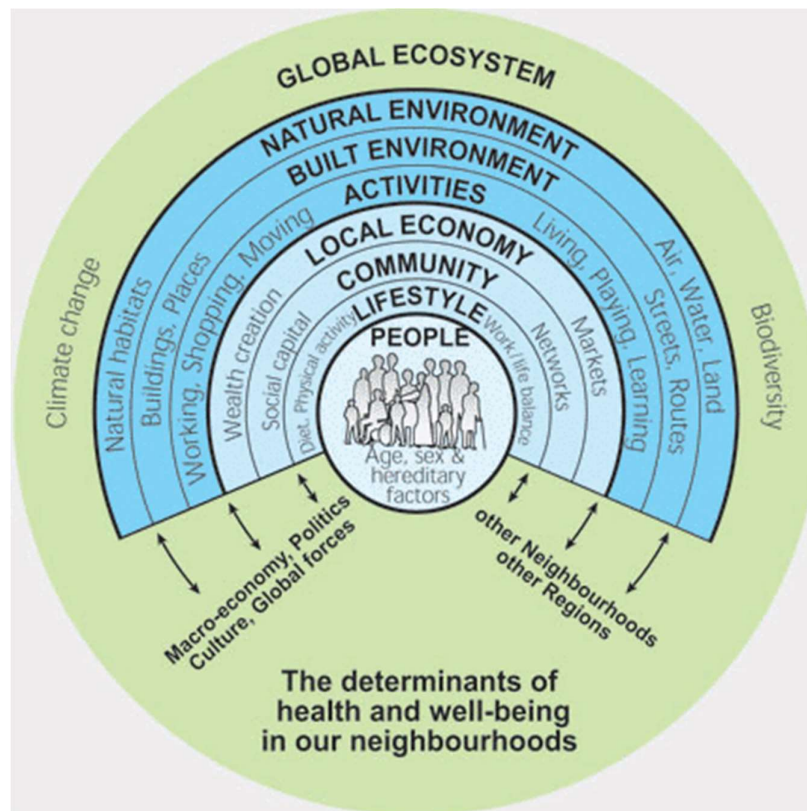 GLOBAL ECOSYSTEM
NATURAL ENVIRONMENT
BUILT ENVIRONMENT
ACTIVITIES
LOCAL ECONOMY
COMMUNITY
LIFESTYLE
PEOPLE
Age, sex &
hereditary
factors
Climate change
Natural habitats
Buildings, Places
Working, Shopping, Moving
Wealth creation
Social capital
Diet, Physical activity
Work/life balance
Networks
Markets
Living, Playing, Learning
Streets, Routes
Air, Water, Land
Biodiversity
Macro-economy, Politics
Culture, Global forces
other Neighbourhoods
other Regions
The determinants of
health and well-being
in our neighbourhoods